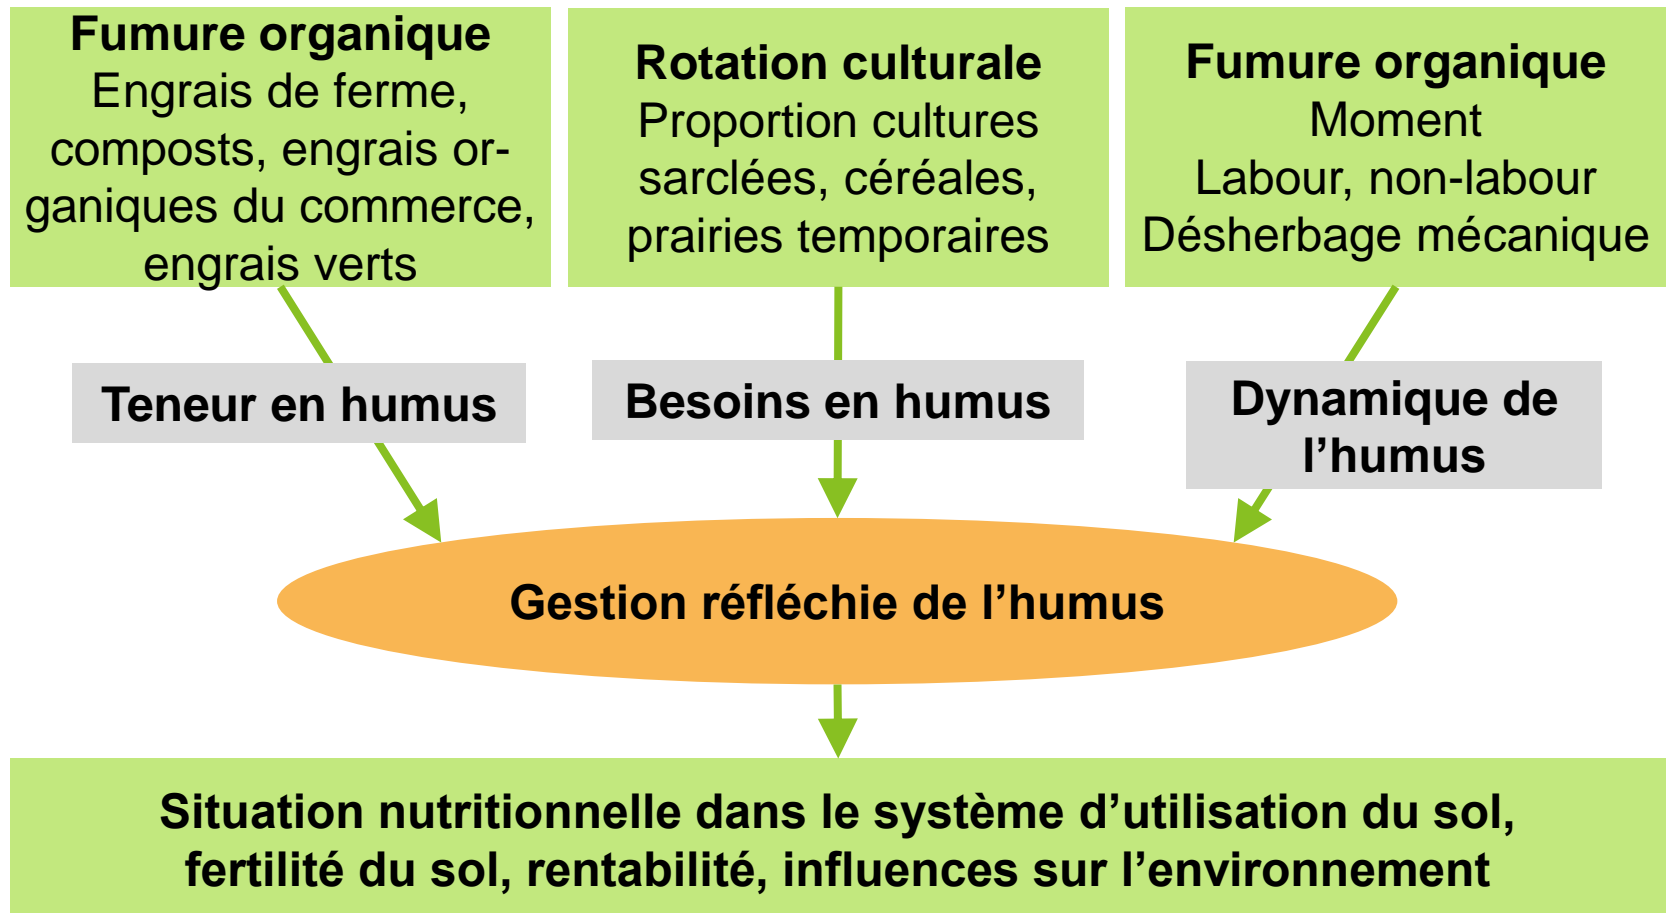 Fumure organique
Engrais de ferme,
composts, engrais or-
ganiques du commerce,
engrais verts
Rotation culturale
Proportion cultures
sarclées, céréales,
prairies temporaires
Fumure organique
Moment
Labour, non-labour
Désherbage mécanique
Teneur en humus
Besoins en humus
Dynamique de
l’humus
Gestion réfléchie de l’humus
Situation nutritionnelle dans le système d’utilisation du sol,
fertilité du sol, rentabilité, influences sur l’environnement